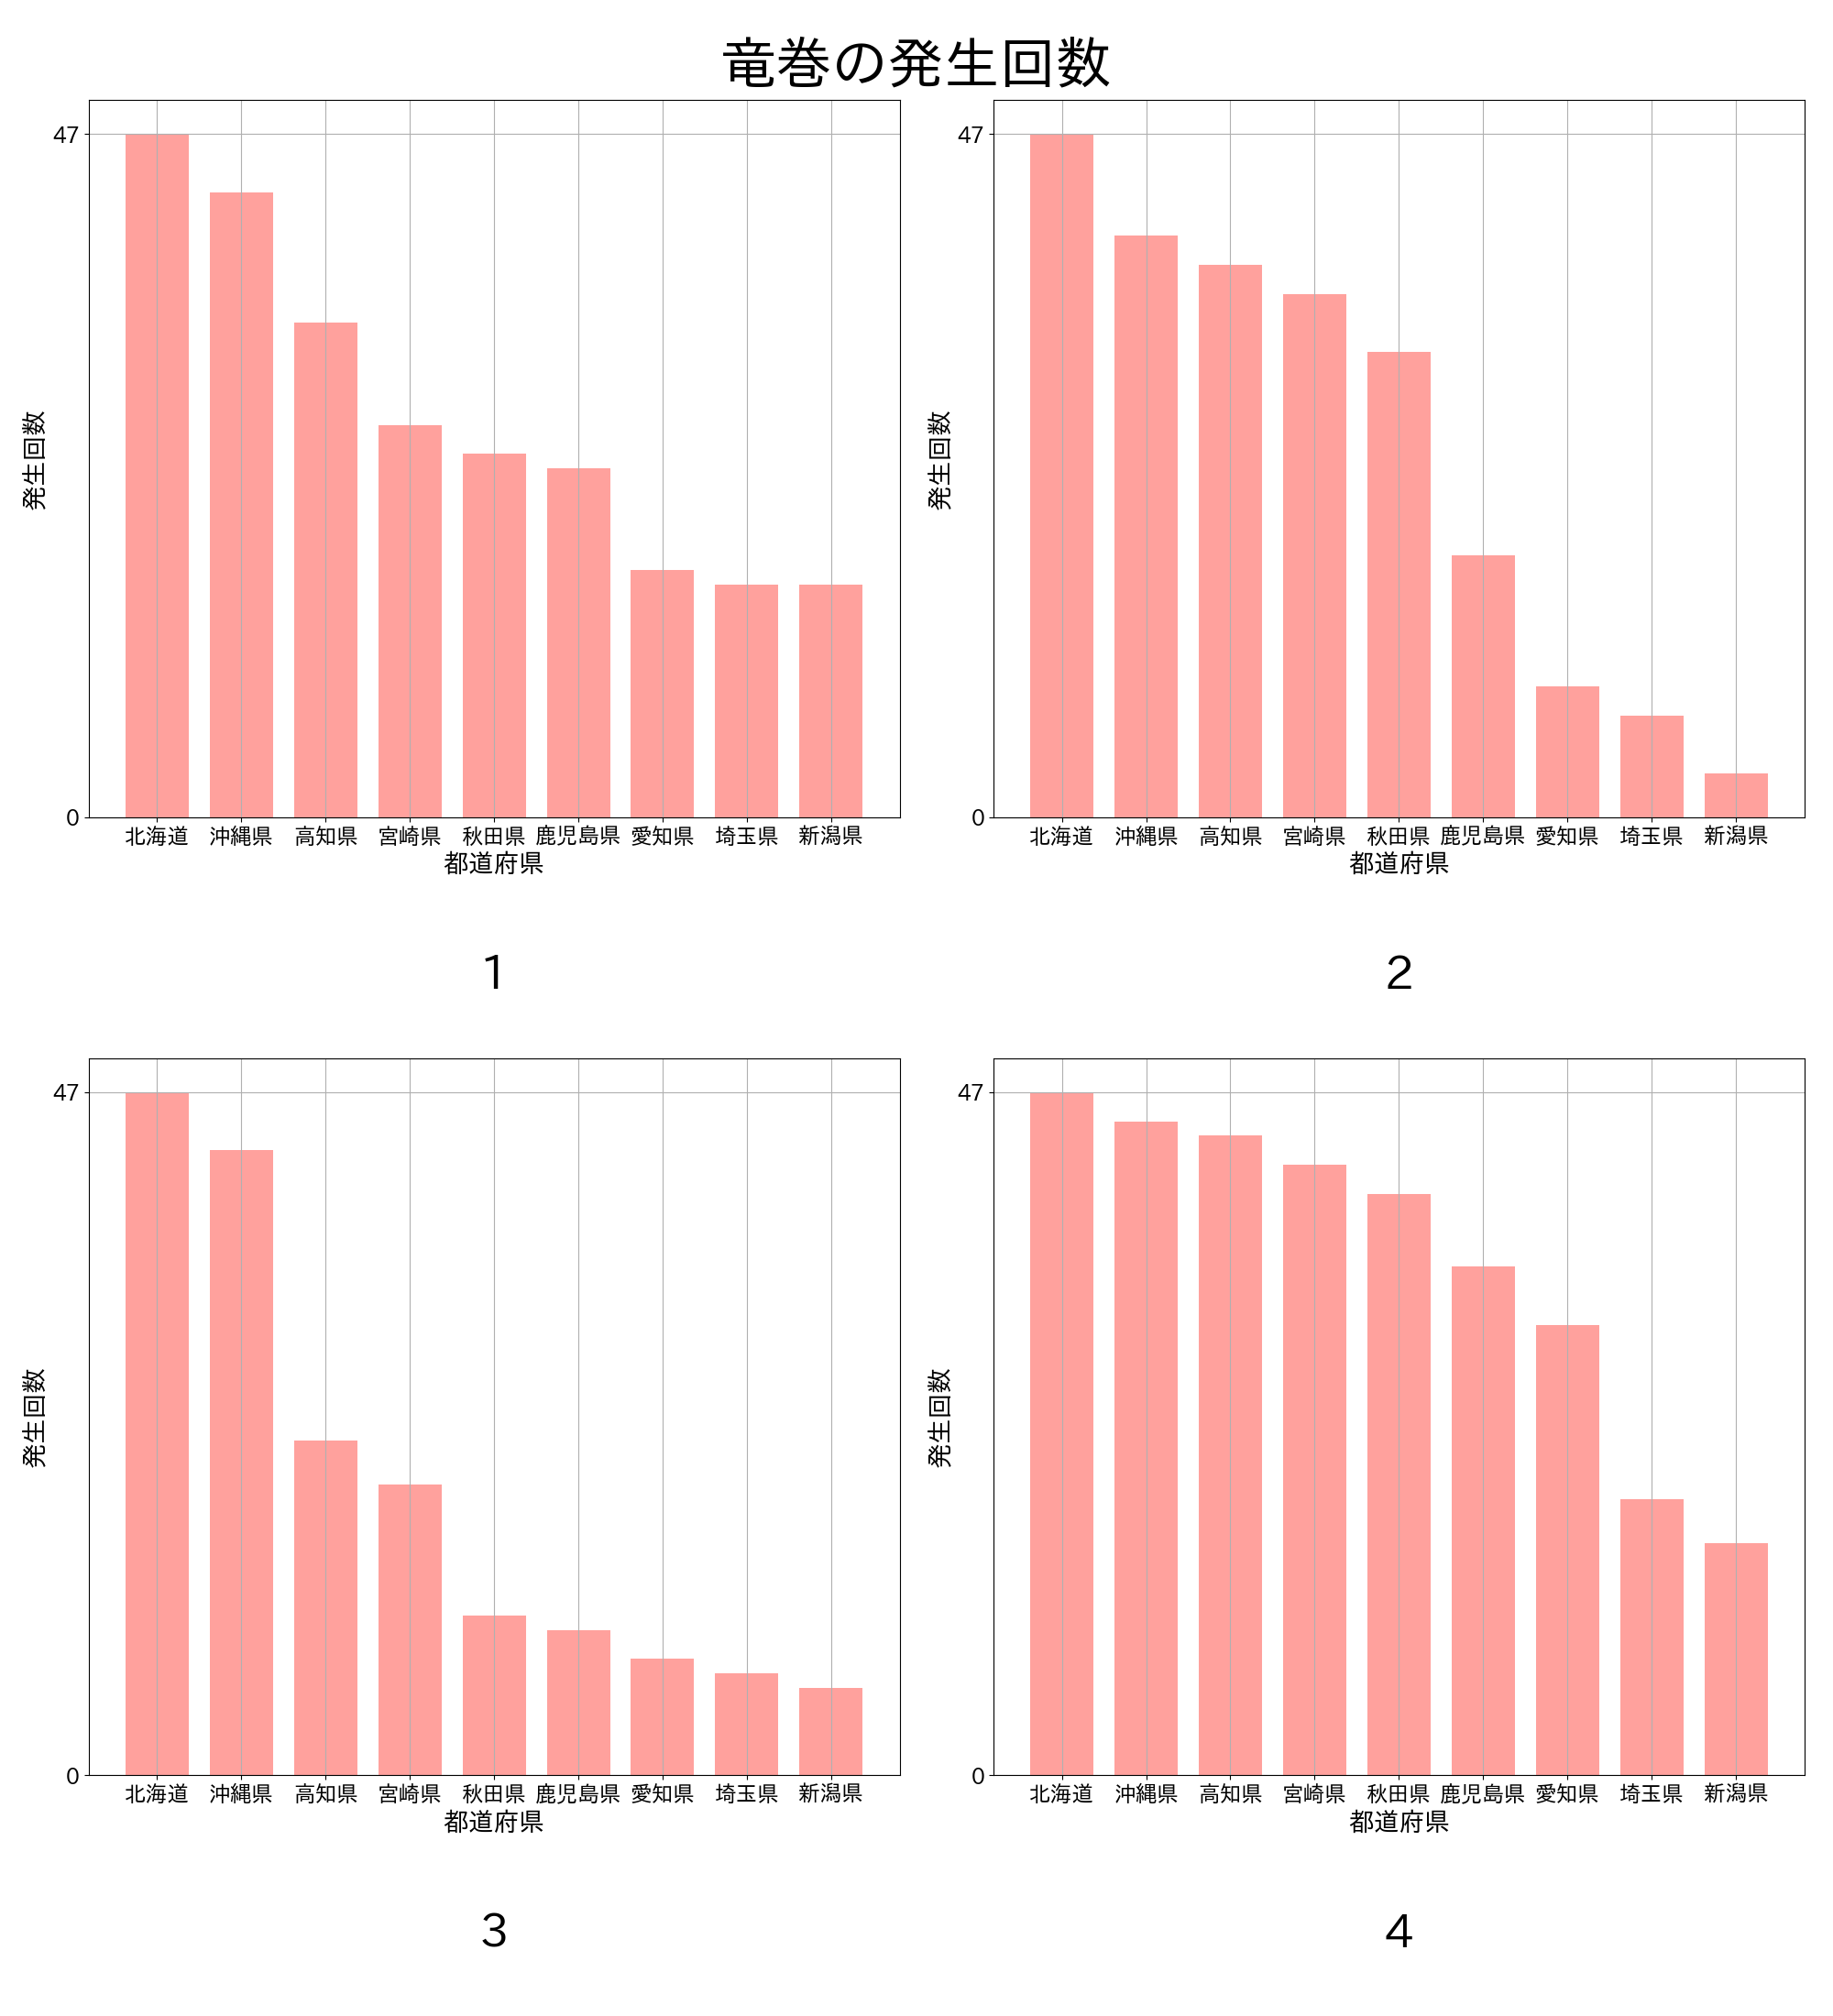 竜巻の発生回数
47
0
発生回数
北海道 沖縄県 高知県 宮崎県 秋田県 鹿児島県 愛知県 埼玉県 新潟県
都道府県
1
47
0
発生回数
北海道 沖縄県 高知県 宮崎県 秋田県 鹿児島県 愛知県 埼玉県 新潟県
都道府県
2
47
0
発生回数
北海道 沖縄県 高知県 宮崎県 秋田県 鹿児島県 愛知県 埼玉県 新潟県
都道府県
3
47
0
発生回数
北海道 沖縄県 高知県 宮崎県 秋田県 鹿児島県 愛知県 埼玉県 新潟県
都道府県
4